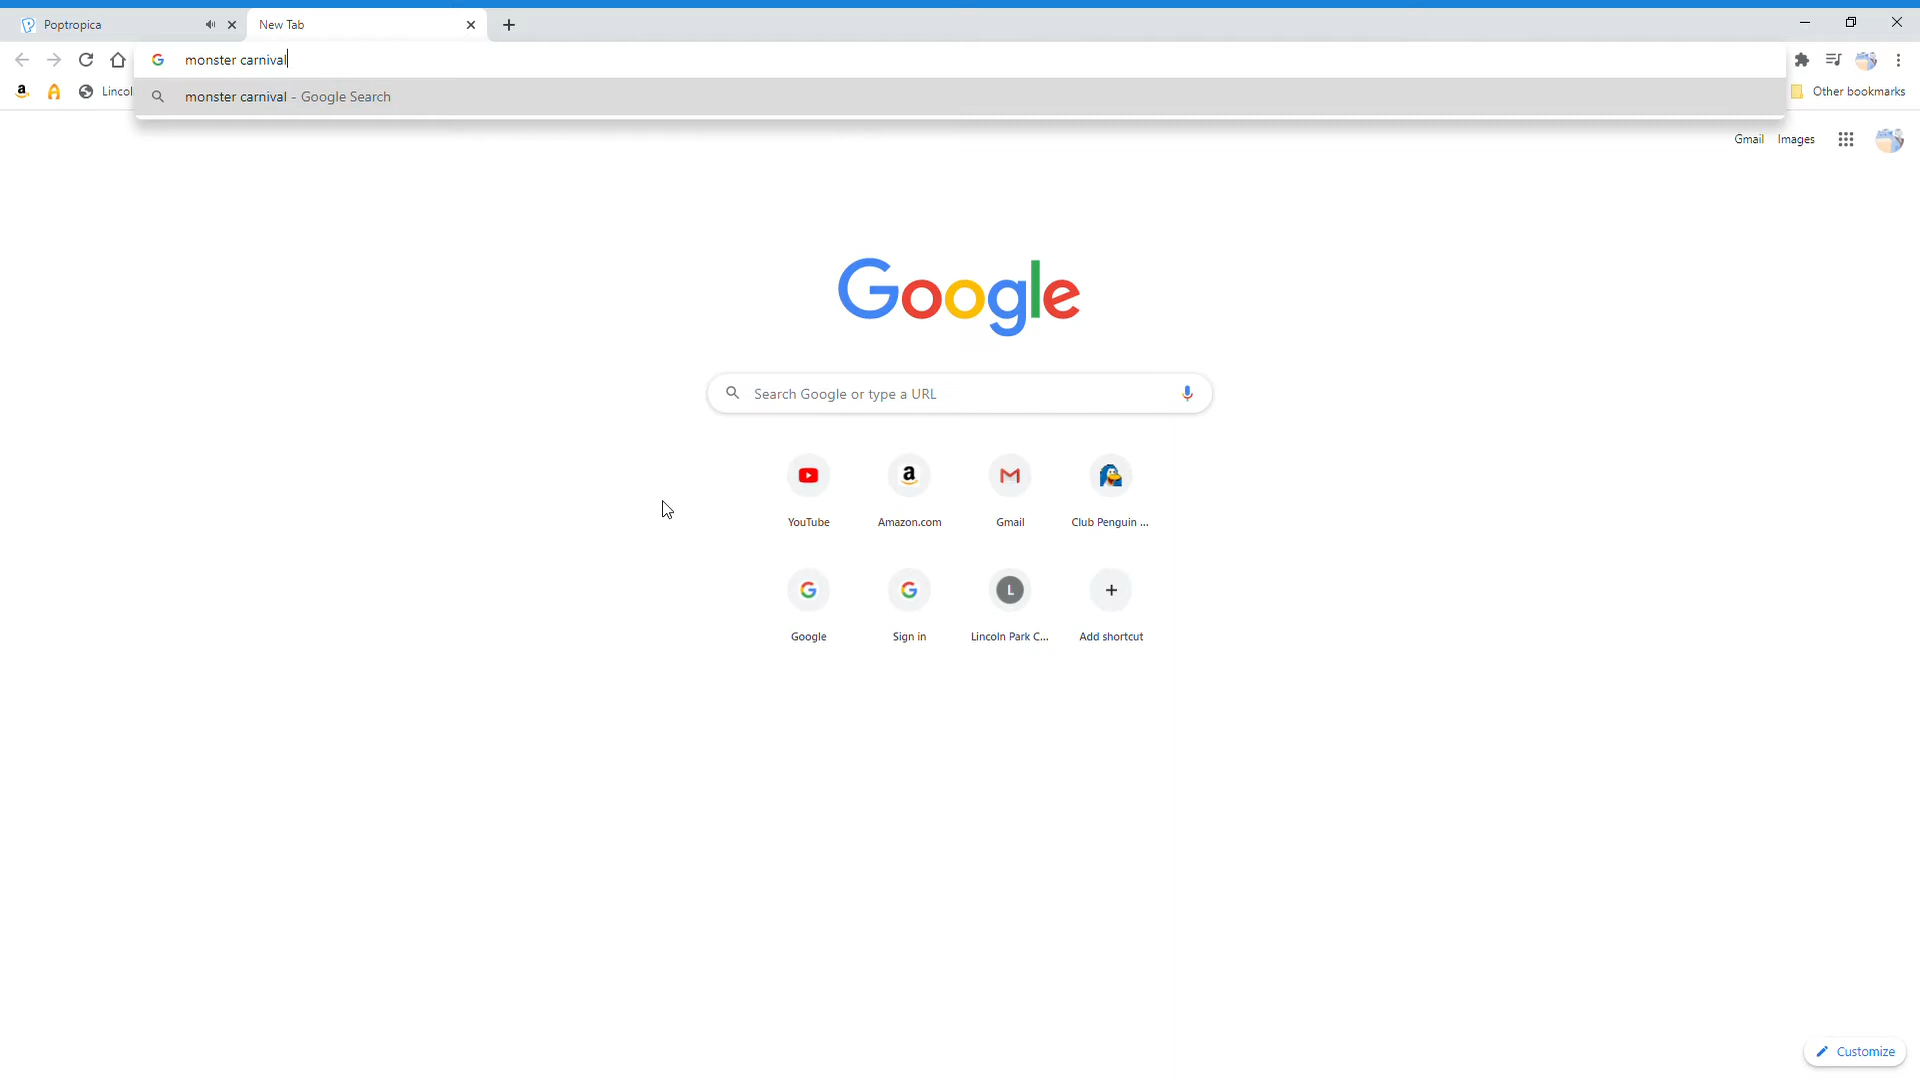 Poptropica
New Tab
monster carnival
Lincol
monster carnival - Google Search
Other bookmarks
Gmail Images
Google
Search Google or type a URL
YouTube Amazon.com Gmail Club Penguin ...
L
Google Sign in Lincoln Park C... Add shortcut
Customize